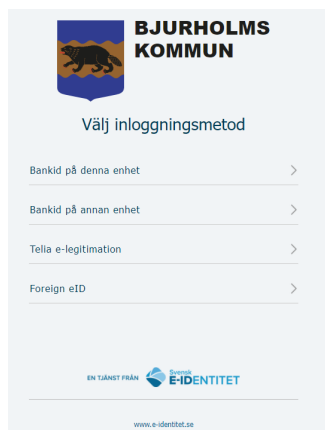 BJURHOLMS
KOMMUN
Välj inloggningsmetod
Bankid på denna enhet
Bankid på annan enhet
Telia e-legitimation
Foreign eID
EN TJÄNST FRÅN
Svensk
E-IDENTITET
www.e-identitet.se